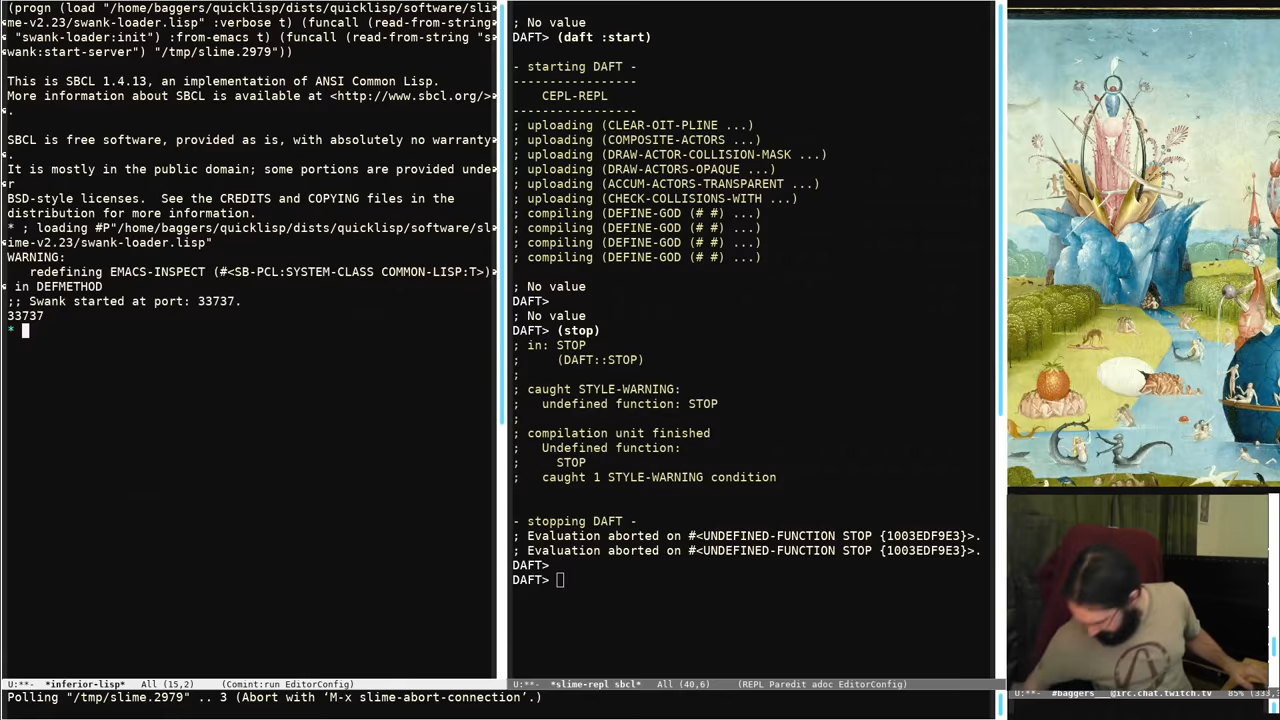 (progn (load "/home/baggers/quicklisp/dists/quicklisp/software/sli
me-v2.23/swank-loader.lisp" :verbose t) (funcall (read-from-string
 "swank-loader:init") :from-emacs t) (funcall (read-from-string "s
wank:start-server") "/tmp/slime.2979"))
This is SBCL 1.4.13, an implementation of ANSI Common Lisp.
More information about SBCL is available at <http://www.sbcl.org/>
.
SBCL is free software, provided as is, with absolutely no warranty
.
It is mostly in the public domain; some portions are provided unde
r
BSD-style licenses.  See the CREDITS and COPYING files in the
distribution for more information.
* ; loading #P"/home/baggers/quicklisp/dists/quicklisp/software/sl
ime-v2.23/swank-loader.lisp"
WARNING:
   redefining EMACS-INSPECT (#<SB-PCL:SYSTEM-CLASS COMMON-LISP:T>)
 in DEFMETHOD
;; Swank started at port: 33737.
33737
*
U:**-  *inferior-lisp*   All (15,2)     (Comint:run EditorConfig)
Polling "/tmp/slime.2979" .. 3 (Abort with ‘M-x slime-abort-connection’.)
; No value
DAFT> (daft :start)
- starting DAFT -
-----------------
    CEPL-REPL
-----------------
; uploading (CLEAR-OIT-PLINE ...)
; uploading (COMPOSITE-ACTORS ...)
; uploading (DRAW-ACTOR-COLLISION-MASK ...)
; uploading (DRAW-ACTORS-OPAQUE ...)
; uploading (ACCUM-ACTORS-TRANSPARENT ...)
; uploading (CHECK-COLLISIONS-WITH ...)
; compiling (DEFINE-GOD (# #) ...)
; compiling (DEFINE-GOD (# #) ...)
; compiling (DEFINE-GOD (# #) ...)
; compiling (DEFINE-GOD (# #) ...)
; No value
DAFT>
; No value
DAFT> (stop)
; in: STOP
;     (DAFT::STOP)
;
; caught STYLE-WARNING:
;   undefined function: STOP
;
; compilation unit finished
;   Undefined function:
;     STOP
;   caught 1 STYLE-WARNING condition
- stopping DAFT -
; Evaluation aborted on #<UNDEFINED-FUNCTION STOP {1003EDF9E3}>.
; Evaluation aborted on #<UNDEFINED-FUNCTION STOP {1003EDF9E3}>.
DAFT>
DAFT>
U:**-  *slime-repl sbcl*   All (40,6)     (REPL Paredit adoc EditorConfig)
U:**-  #baggers___@irc.chat.twitch.tv   85% (333,